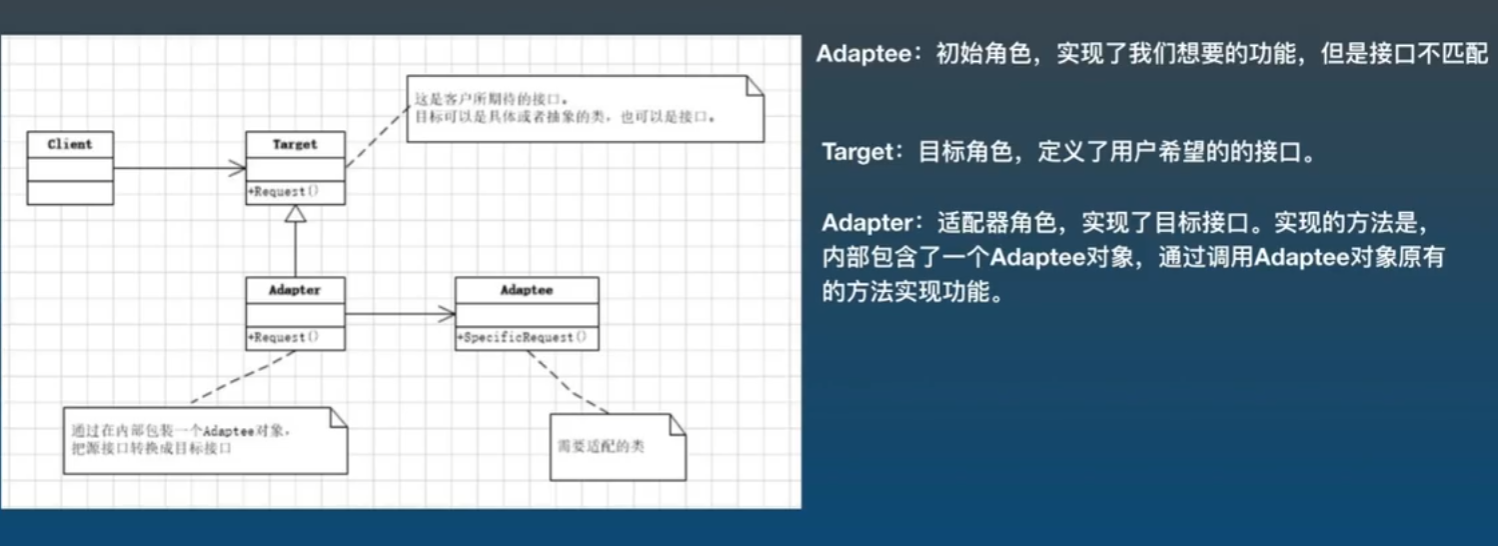 Adaptee：初始角色，实现了我们想要的功能，但是接口不匹配
这是客户所期待的接口。
目标可以是具体或者抽象的类，也可以是接口。
Client
Target
+Request()
Target：目标角色，定义了用户希望的的接口。
Adapter：适配器角色，实现了目标接口。实现的方法是，
内部包含了一个Adaptee对象，通过调用Adaptee对象原有
的方法实现功能。
Adapter
+Request()
Adaptee
+SpecificRequest()
通过在内部包装一个Adaptee对象，
把源接口转换成目标接口
需要适配的类